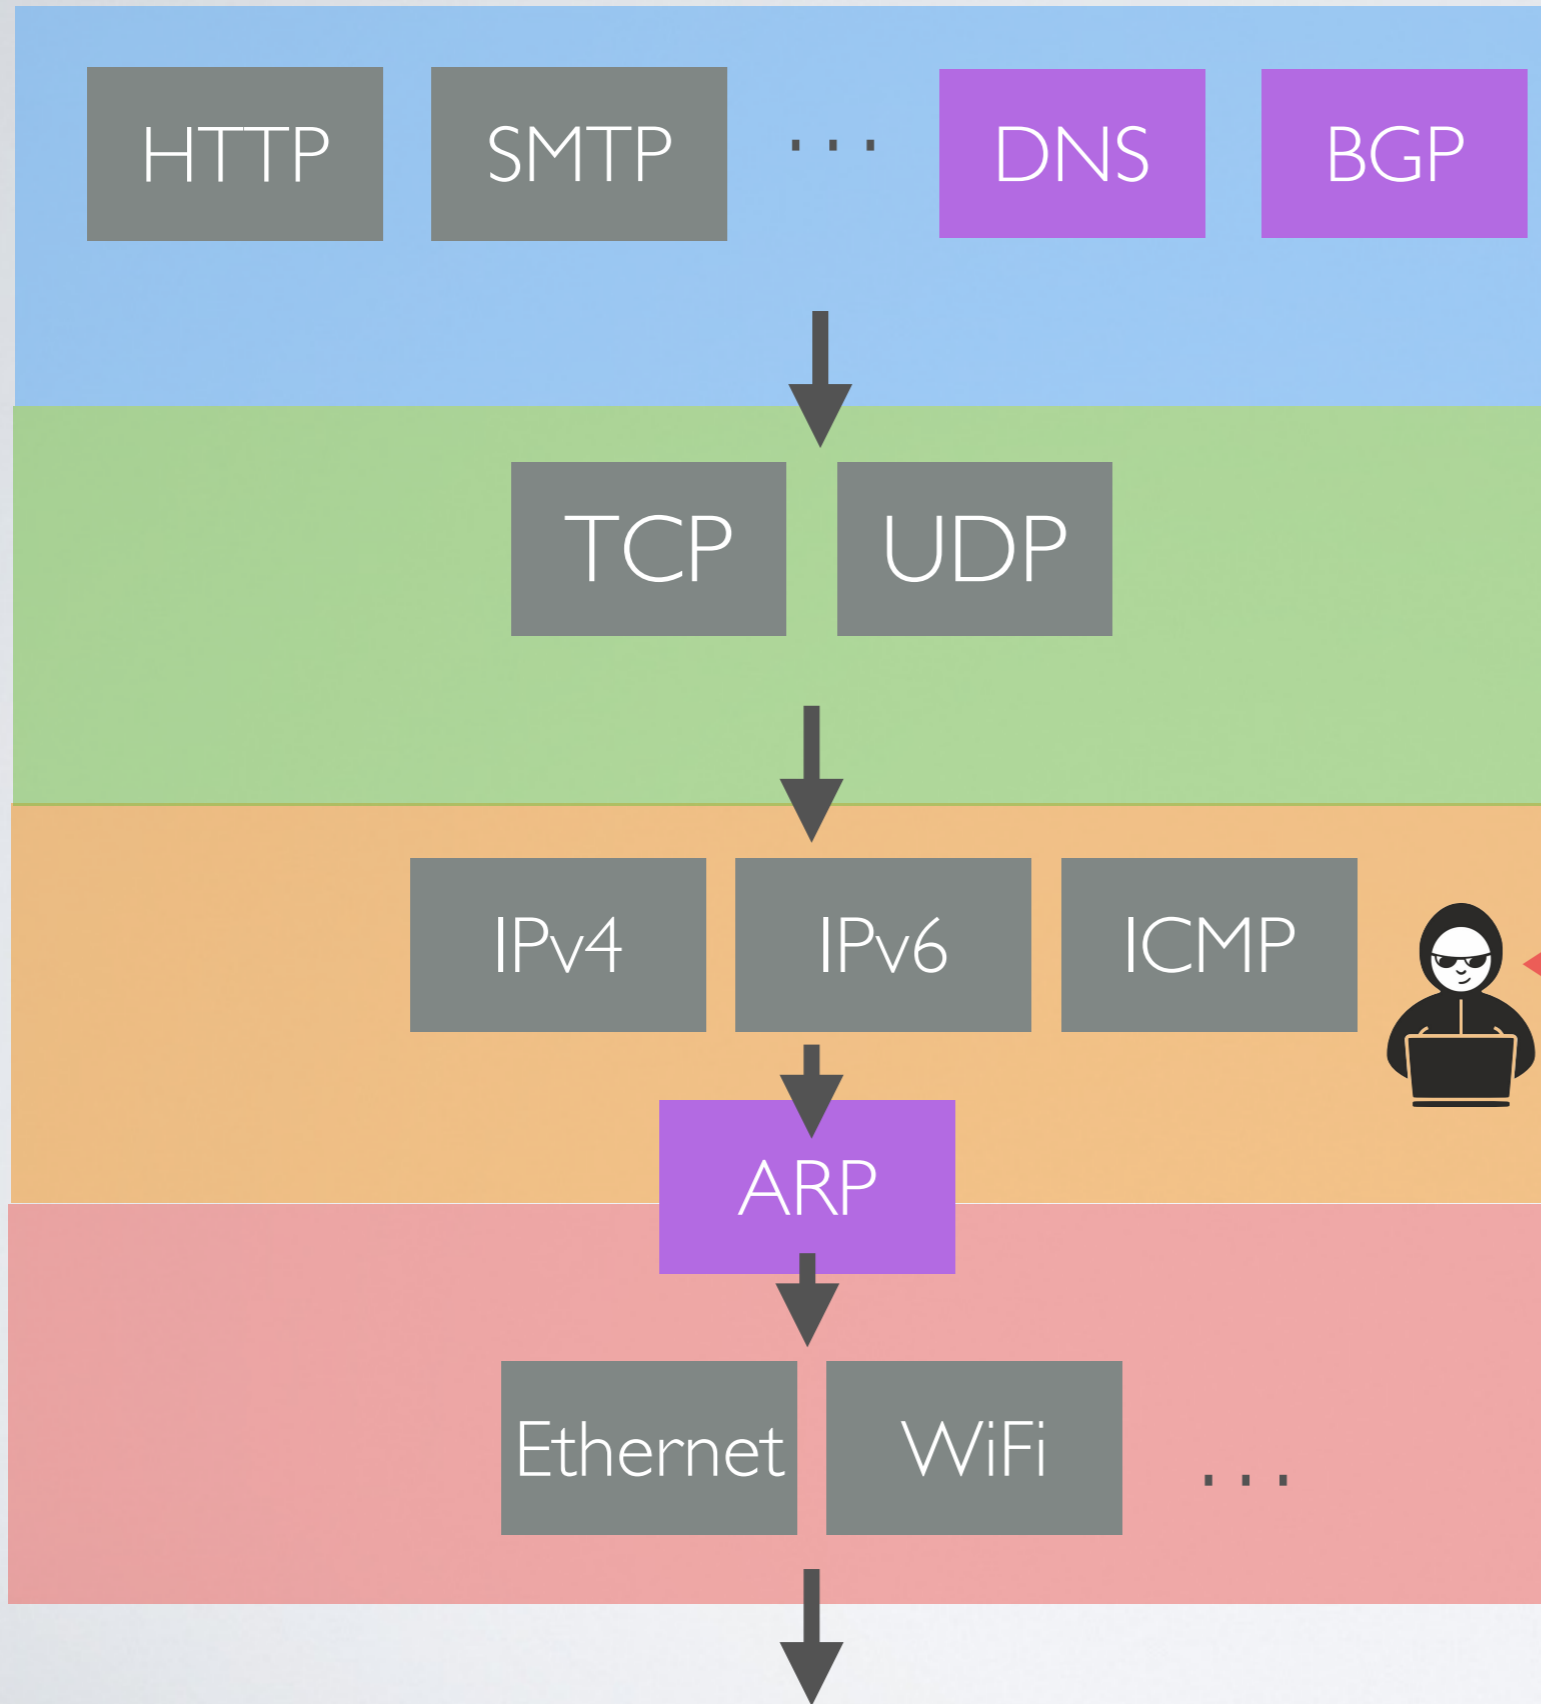 HTTP SMTP ... DNS BGP
TCP UDP
IPv4 IPv6 ICMP
ARP
Ethernet WiFi ...